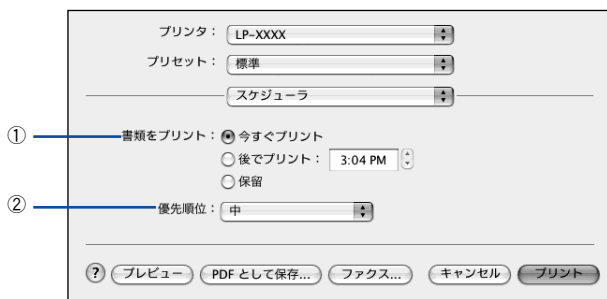 プリンタ： LP-XXXX
プリセット： 標準
スケジューラ
① 書類をプリント： 今すぐプリント
後でプリント： 3:04 PM
保留
② 優先順位： 中
? プレビュー PDF として保存... ファクス... キャンセル プリント